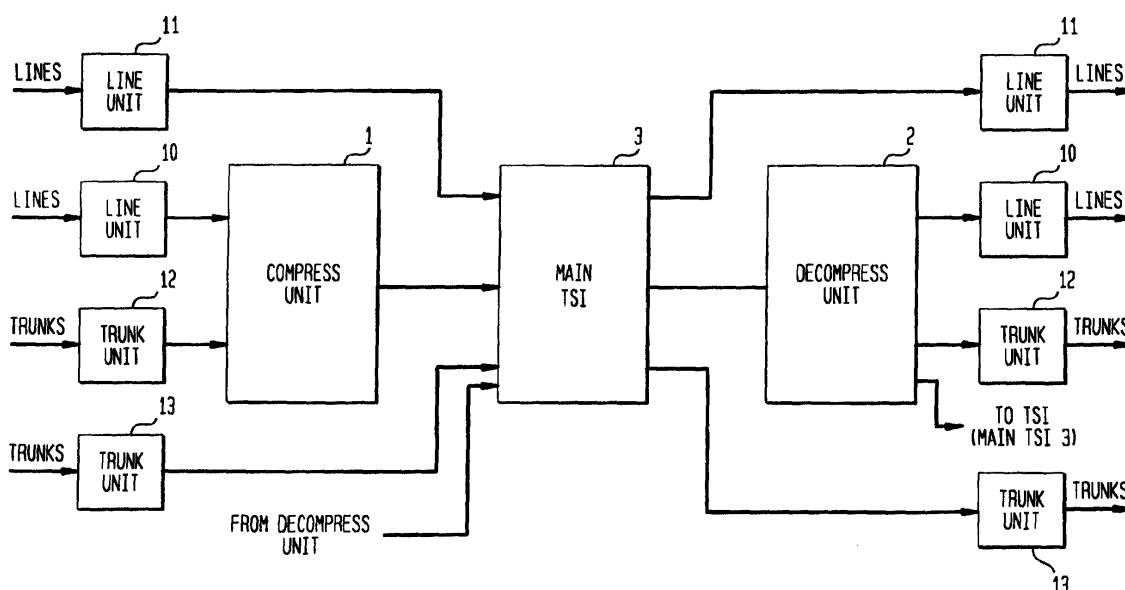 11
LINES
LINE
UNIT
10
LINES
LINE
UNIT
12
TRUNKS
TRUNK
UNIT
13
TRUNKS
TRUNK
UNIT
1
COMPRESS
UNIT
FROM DECOMPRESS
UNIT
3
MAIN
TSI
2
DECOMPRESS
UNIT
11
LINE
UNIT
LINES
10
LINE
UNIT
LINES
12
TRUNK
UNIT
TRUNKS
TO TSI
(MAIN TSI 3)
TRUNK
UNIT
TRUNKS
13